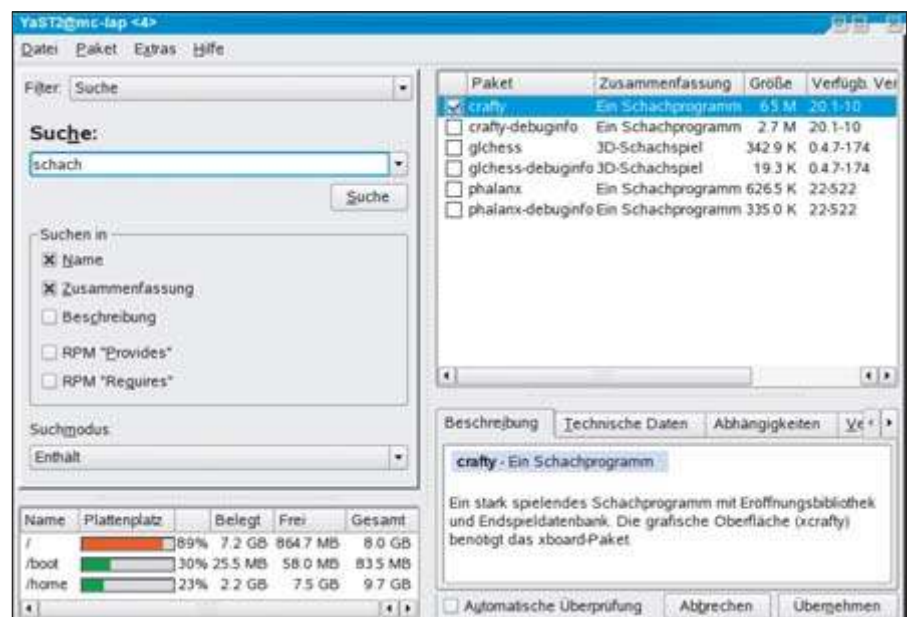 YaST2@mc-lap <4>
Datei Paket Extras Hilfe
Filter: Suche
Suche:
schach
Suche
Suchen in
Name
Zusammenfassung
Beschreibung
RPM "Provides"
RPM "Requires"
Suchmodus
Enthält
Name Plattenplatz Belegt Frei Gesamt
/ 89% 7.2 GB 864.7 MB 8.0 GB
/boot 30% 25.5 MB 58.0 MB 83.5 MB
/home 23% 2.2 GB 7.5 GB 9.7 GB
Paket Zusammenfassung Größe Verfügb. Ver
crafty Ein Schachprogramm 6.5 M 20.1-10
crafty-debuginfo Ein Schachprogramm 2.7 M 20.1-10
glchess 3D-Schachspiel 342.9 K 0.4.7-174
glchess-debuginfo 3D-Schachspiel 19.3 K 0.4.7-174
phalanx Ein Schachprogramm 626.5 K 22-522
phalanx-debuginfo Ein Schachprogramm 335.0 K 22-522
Beschreibung Technische Daten Abhängigkeiten Ve
crafty - Ein Schachprogramm
Ein stark spielendes Schachprogramm mit Eröffnungsbibliothek
und Endspieldatenbank. Die grafische Oberfläche (xcrafty)
benötigt das xboard-Paket.
Automatische Überprüfung Abbrechen Übernehmen